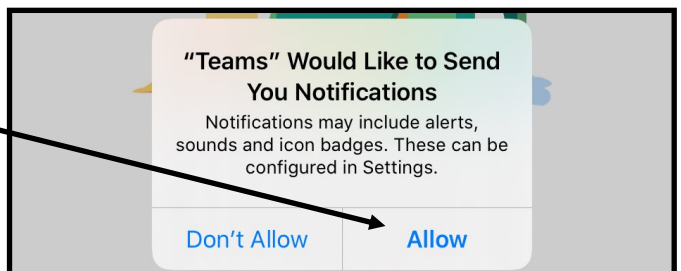 “Teams” Would Like to Send
You Notifications
Notifications may include alerts,
sounds and icon badges. These can be
configured in Settings.
Don’t Allow
Allow